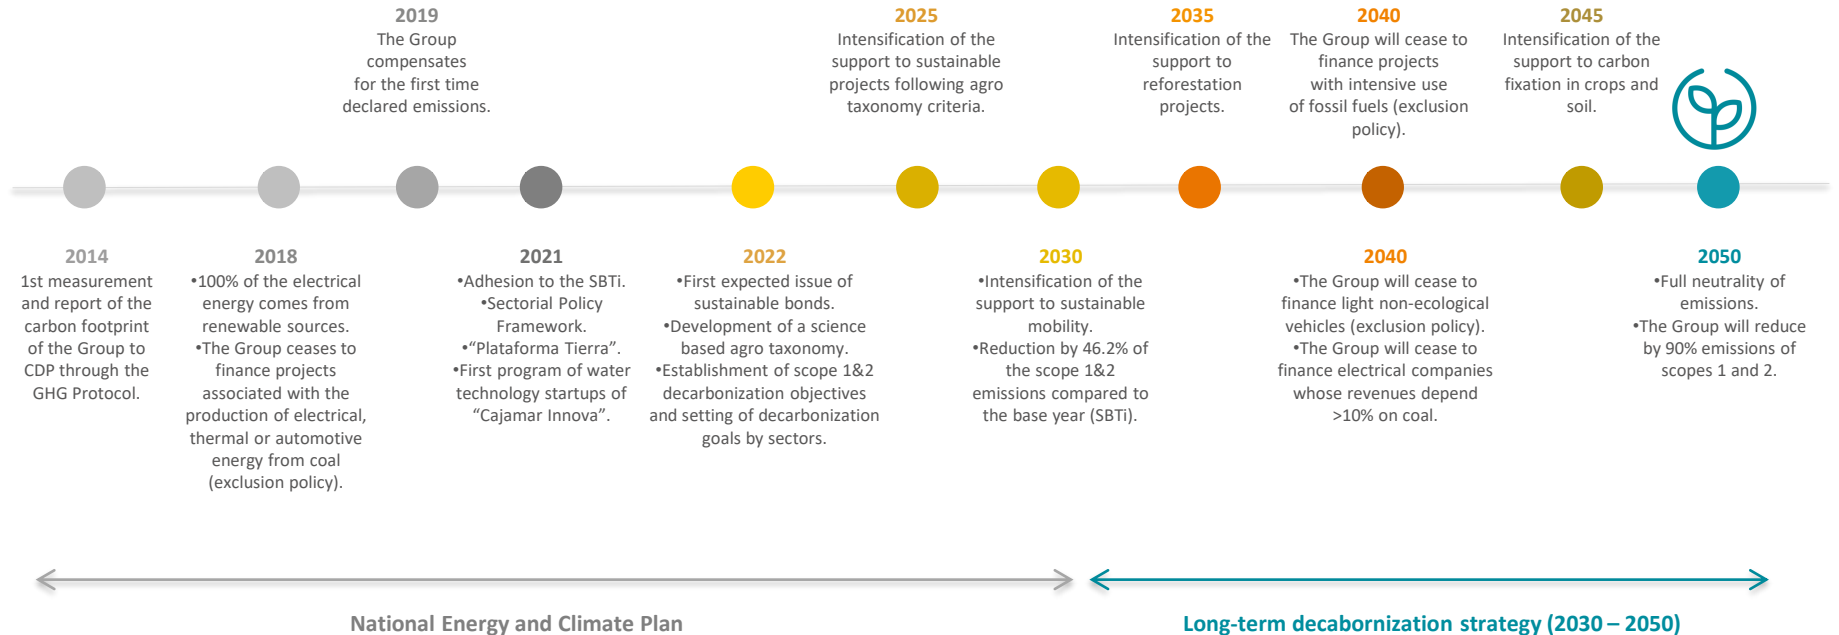 2019
The Group
compensates
for the first time
declared emissions.
2025
Intensification of the
support to sustainable
projects following agro
taxonomy criteria.
2035
Intensification of the
support to
reforestation
projects.
2040
The Group will cease to
finance projects
with intensive use
of fossil fuels (exclusion
policy).
2045
Intensification of the
support to carbon
fixation in crops and
soil.
2014
1st measurement
and report of the
carbon footprint
of the Group to
CDP through the
GHG Protocol.
2018
•100% of the electrical
energy comes from
renewable sources.
•The Group ceases to
finance projects
associated with the
production of electrical,
thermal or automotive
energy from coal
(exclusion policy).
2021
•Adhesion to the SBTi.
•Sectorial Policy
Framework.
•“Plataforma Tierra”.
•First program of water
technology startups of
“Cajamar Innova”.
2022
•First expected issue of
sustainable bonds.
•Development of a science
based agro taxonomy.
•Establishment of scope 1&2
decarbonization objectives
and setting of decarbonization
goals by sectors.
2030
•Intensification of the
support to sustainable
mobility.
•Reduction by 46.2% of
the scope 1&2
emissions compared to
the base year (SBTi).
2040
•The Group will cease to
finance light non-ecological
vehicles (exclusion policy).
•The Group will cease to
finance electrical companies
whose revenues depend
>10% on coal.
2050
•Full neutrality of
emissions.
•The Group will reduce
by 90% emissions of
scopes 1 and 2.
National Energy and Climate Plan
Long-term decabornization strategy (2030 – 2050)